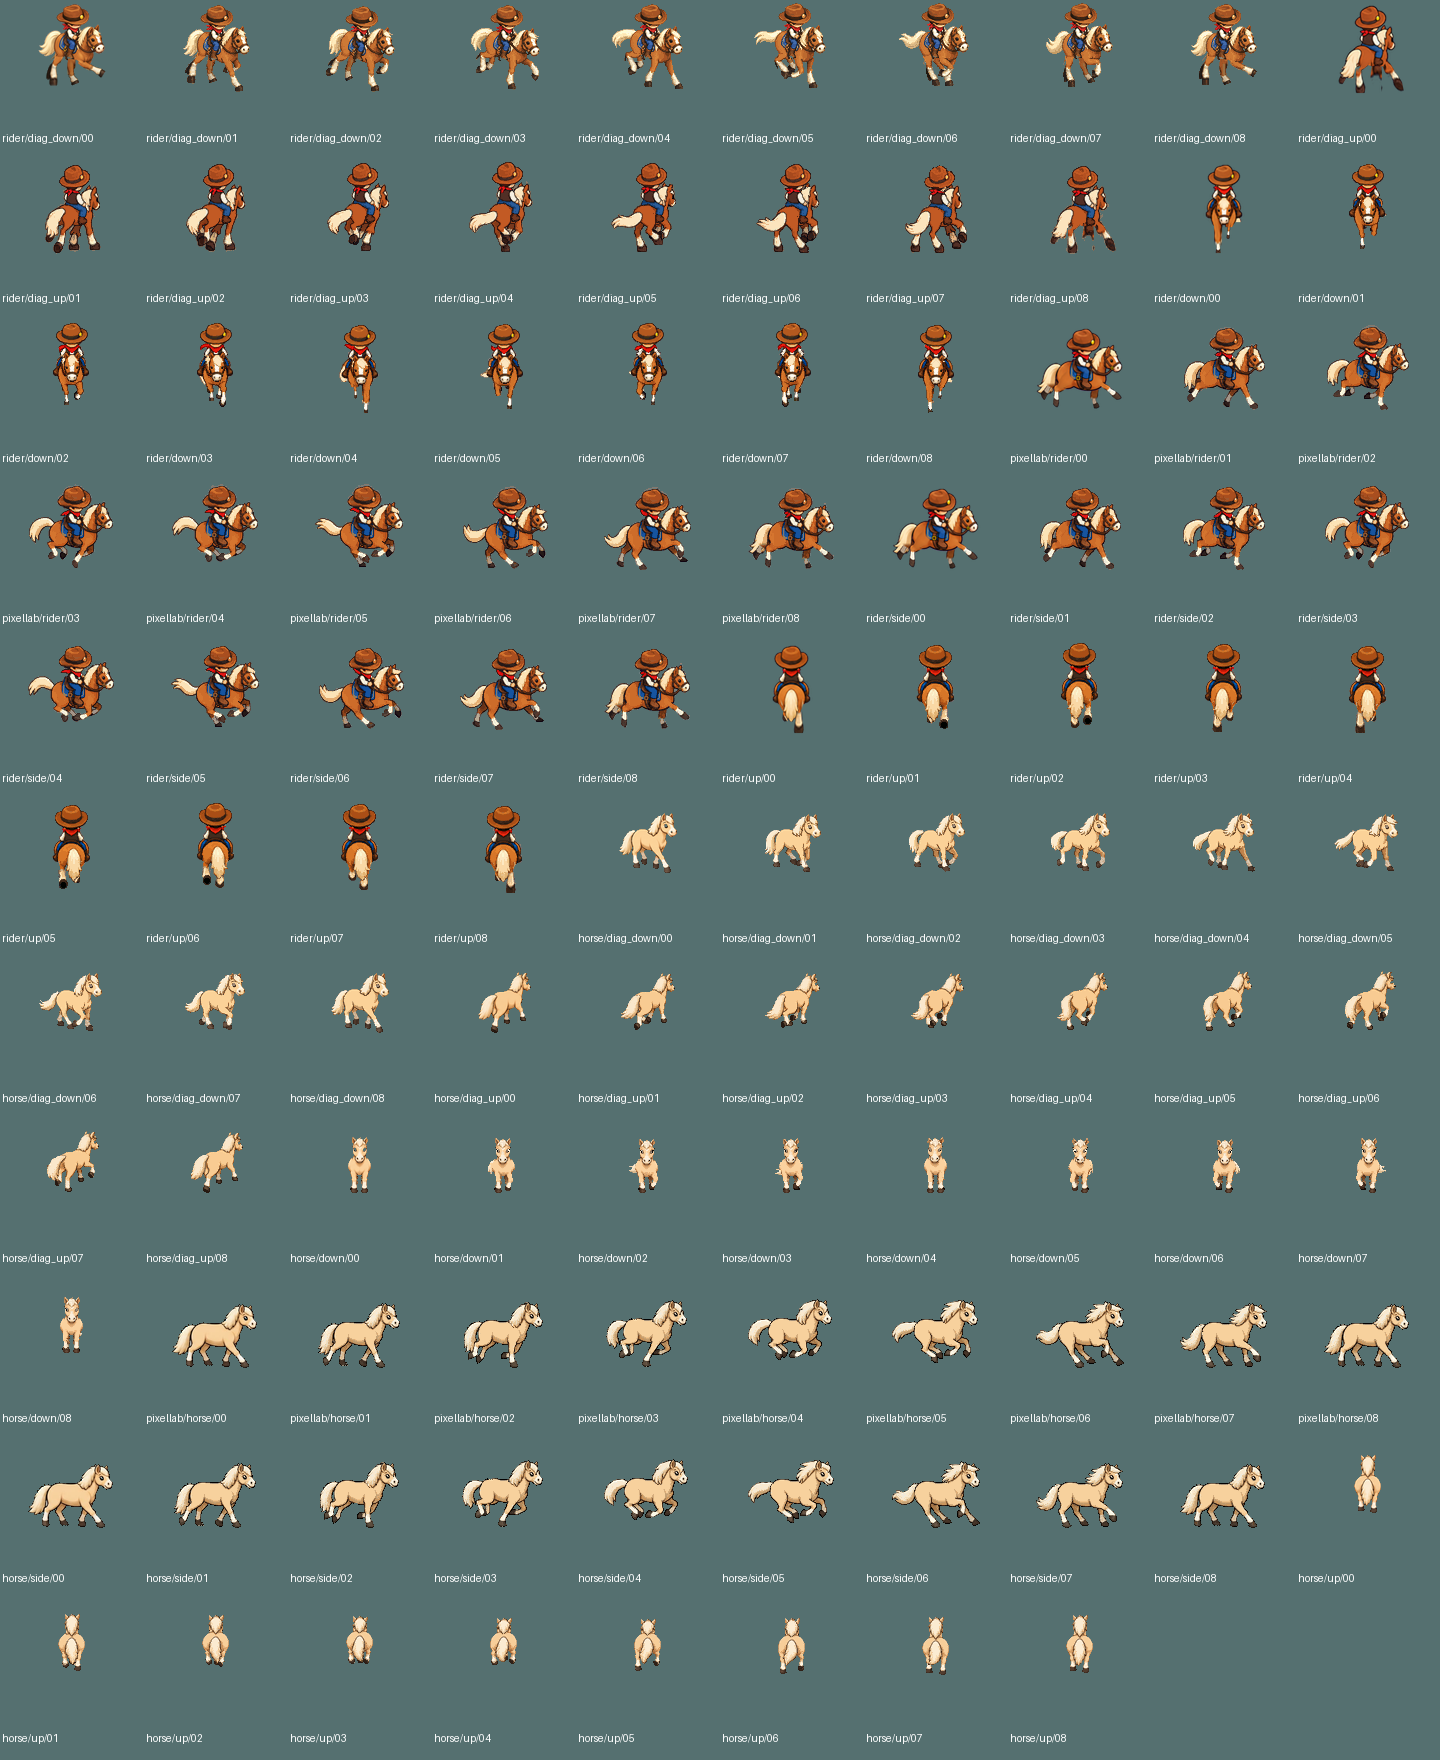 rider/diag_down/00 rider/diag_down/01 rider/diag_down/02 rider/diag_down/03 rider/diag_down/04 rider/diag_down/05 rider/diag_down/06 rider/diag_down/07 rider/diag_down/08 rider/diag_up/00
rider/diag_up/01 rider/diag_up/02 rider/diag_up/03 rider/diag_up/04 rider/diag_up/05 rider/diag_up/06 rider/diag_up/07 rider/diag_up/08 rider/down/00 rider/down/01
rider/down/02 rider/down/03 rider/down/04 rider/down/05 rider/down/06 rider/down/07 rider/down/08 pixellab/rider/00 pixellab/rider/01 pixellab/rider/02
pixellab/rider/03 pixellab/rider/04 pixellab/rider/05 pixellab/rider/06 pixellab/rider/07 pixellab/rider/08 rider/side/00 rider/side/01 rider/side/02 rider/side/03
rider/side/04 rider/side/05 rider/side/06 rider/side/07 rider/side/08 rider/up/00 rider/up/01 rider/up/02 rider/up/03 rider/up/04
rider/up/05 rider/up/06 rider/up/07 rider/up/08 horse/diag_down/00 horse/diag_down/01 horse/diag_down/02 horse/diag_down/03 horse/diag_down/04 horse/diag_down/05
horse/diag_down/06 horse/diag_down/07 horse/diag_down/08 horse/diag_up/00 horse/diag_up/01 horse/diag_up/02 horse/diag_up/03 horse/diag_up/04 horse/diag_up/05 horse/diag_up/06
horse/diag_up/07 horse/diag_up/08 horse/down/00 horse/down/01 horse/down/02 horse/down/03 horse/down/04 horse/down/05 horse/down/06 horse/down/07
horse/down/08 pixellab/horse/00 pixellab/horse/01 pixellab/horse/02 pixellab/horse/03 pixellab/horse/04 pixellab/horse/05 pixellab/horse/06 pixellab/horse/07 pixellab/horse/08
horse/side/00 horse/side/01 horse/side/02 horse/side/03 horse/side/04 horse/side/05 horse/side/06 horse/side/07 horse/side/08 horse/up/00
horse/up/01 horse/up/02 horse/up/03 horse/up/04 horse/up/05 horse/up/06 horse/up/07 horse/up/08